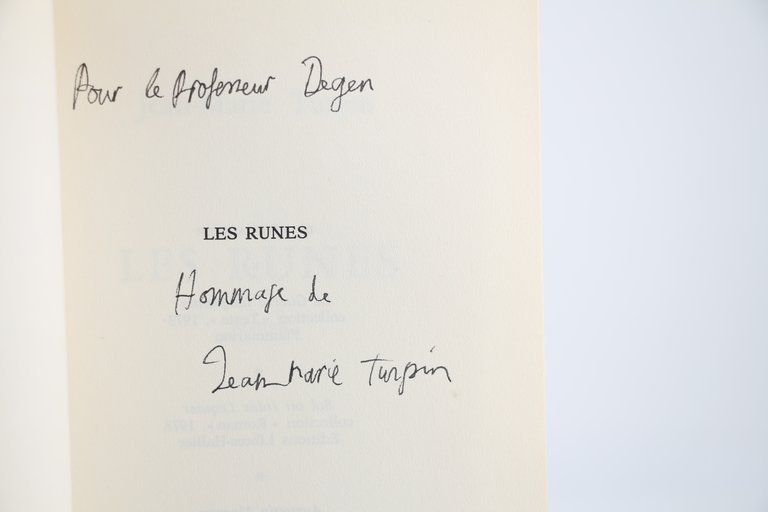 Pour le Professeur Degen
LES RUNES
Hommage de
Jean Marie Turpin